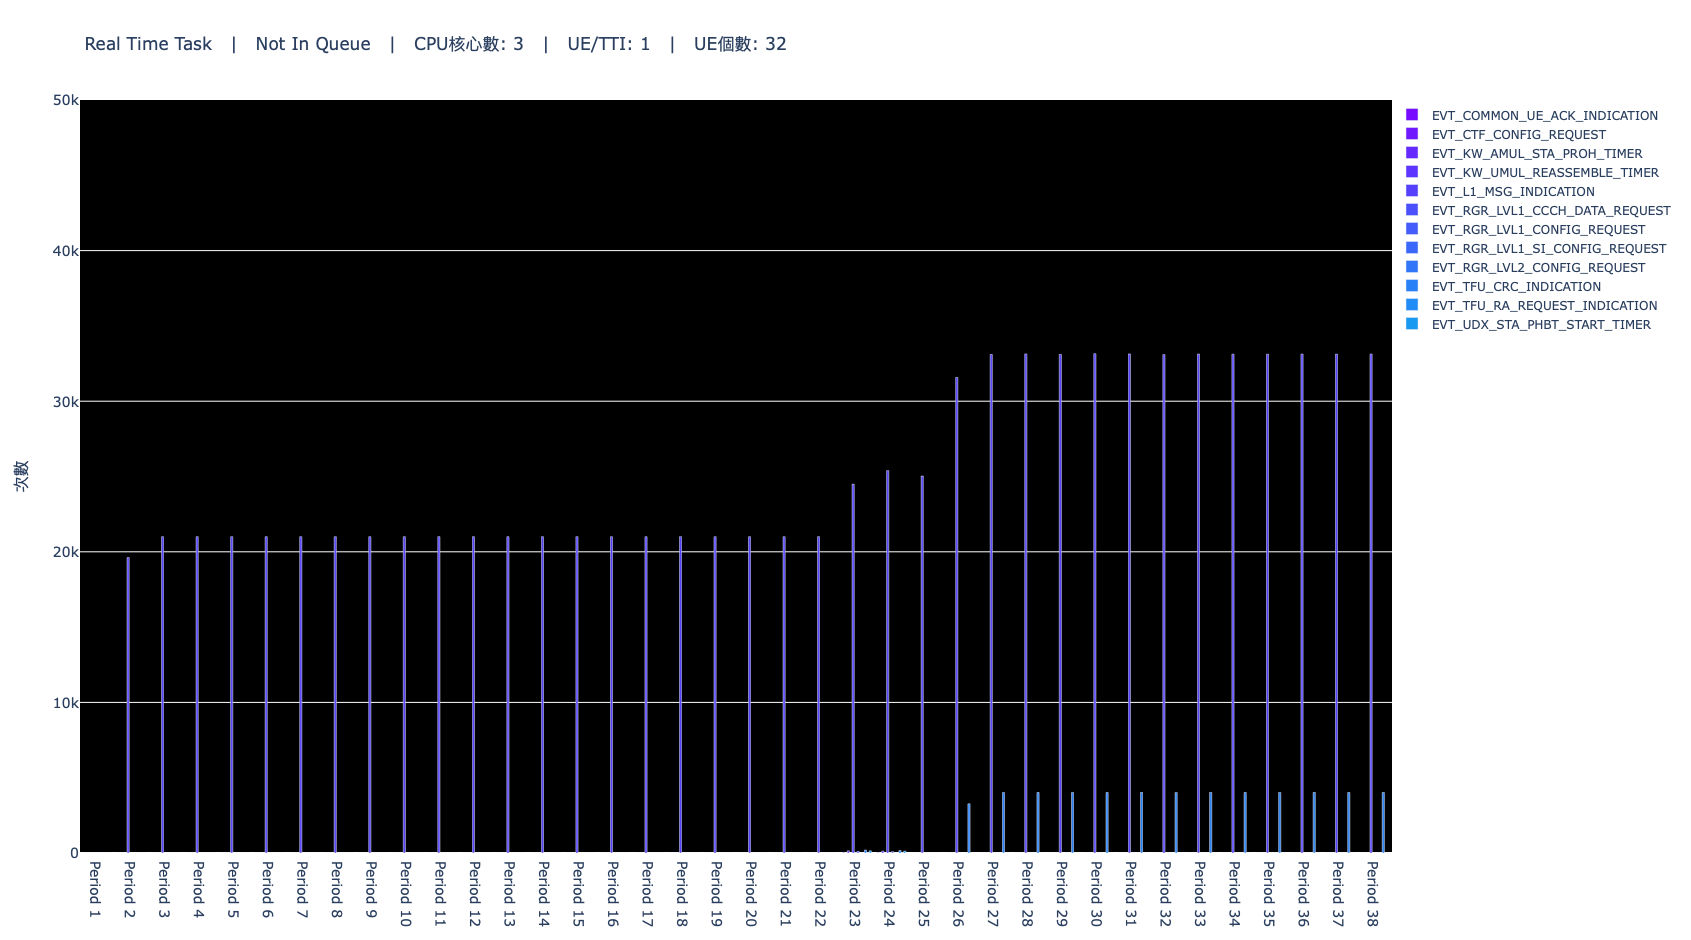 Real Time Task | Not In Queue | CPU核心數: 3 | UE/TTI: 1 | UE個數: 32
50k
40k
30k
20k
10k
0
次數
Period 1
Period 2
Period 3
Period 4
Period 5
Period 6
Period 7
Period 8
Period 9
Period 10
Period 11
Period 12
Period 13
Period 14
Period 15
Period 16
Period 17
Period 18
Period 19
Period 20
Period 21
Period 22
Period 23
Period 24
Period 25
Period 26
Period 27
Period 28
Period 29
Period 30
Period 31
Period 32
Period 33
Period 34
Period 35
Period 36
Period 37
Period 38
EVT_COMMON_UE_ACK_INDICATION
EVT_CTF_CONFIG_REQUEST
EVT_KW_AMUL_STA_PROH_TIMER
EVT_KW_UMUL_REASSEMBLE_TIMER
EVT_L1_MSG_INDICATION
EVT_RGR_LVL1_CCCH_DATA_REQUEST
EVT_RGR_LVL1_CONFIG_REQUEST
EVT_RGR_LVL1_SI_CONFIG_REQUEST
EVT_RGR_LVL2_CONFIG_REQUEST
EVT_TFU_CRC_INDICATION
EVT_TFU_RA_REQUEST_INDICATION
EVT_UDX_STA_PHBT_START_TIMER